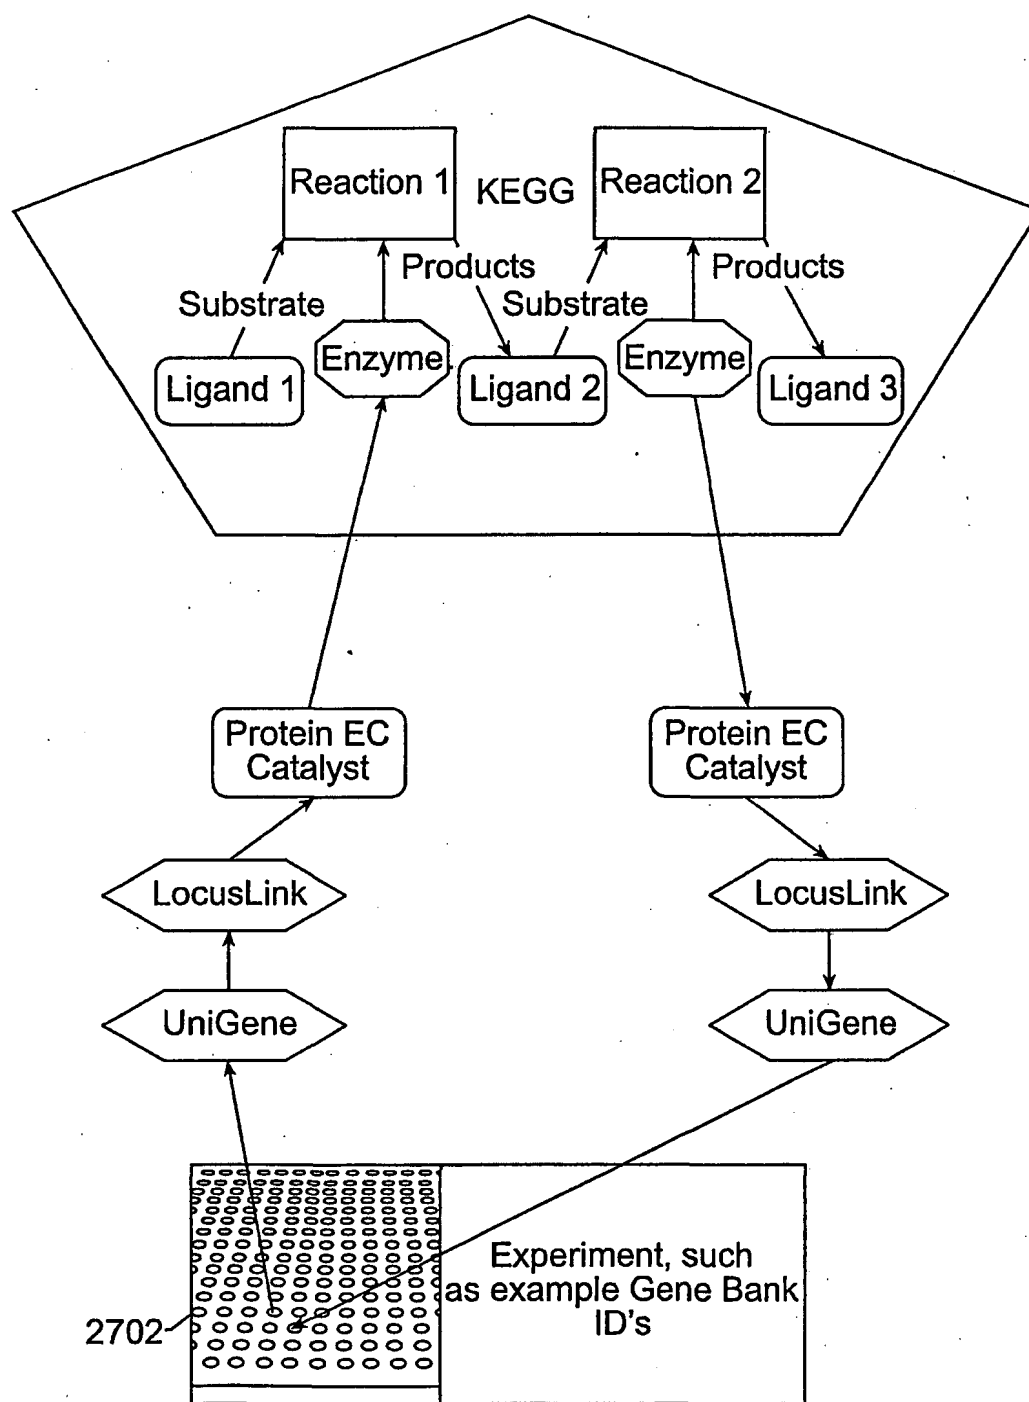 Reaction 1
KEGG
Reaction 2
Products
Products
Substrate
Substrate
Enzyme
Enzyme
Ligand 1
Ligand 2
Ligand 3
Protein EC
Catalyst
Protein EC
Catalyst
LocusLink
LocusLink
UniGene
UniGene
Experiment, such
as example Gene Bank
ID's
2702